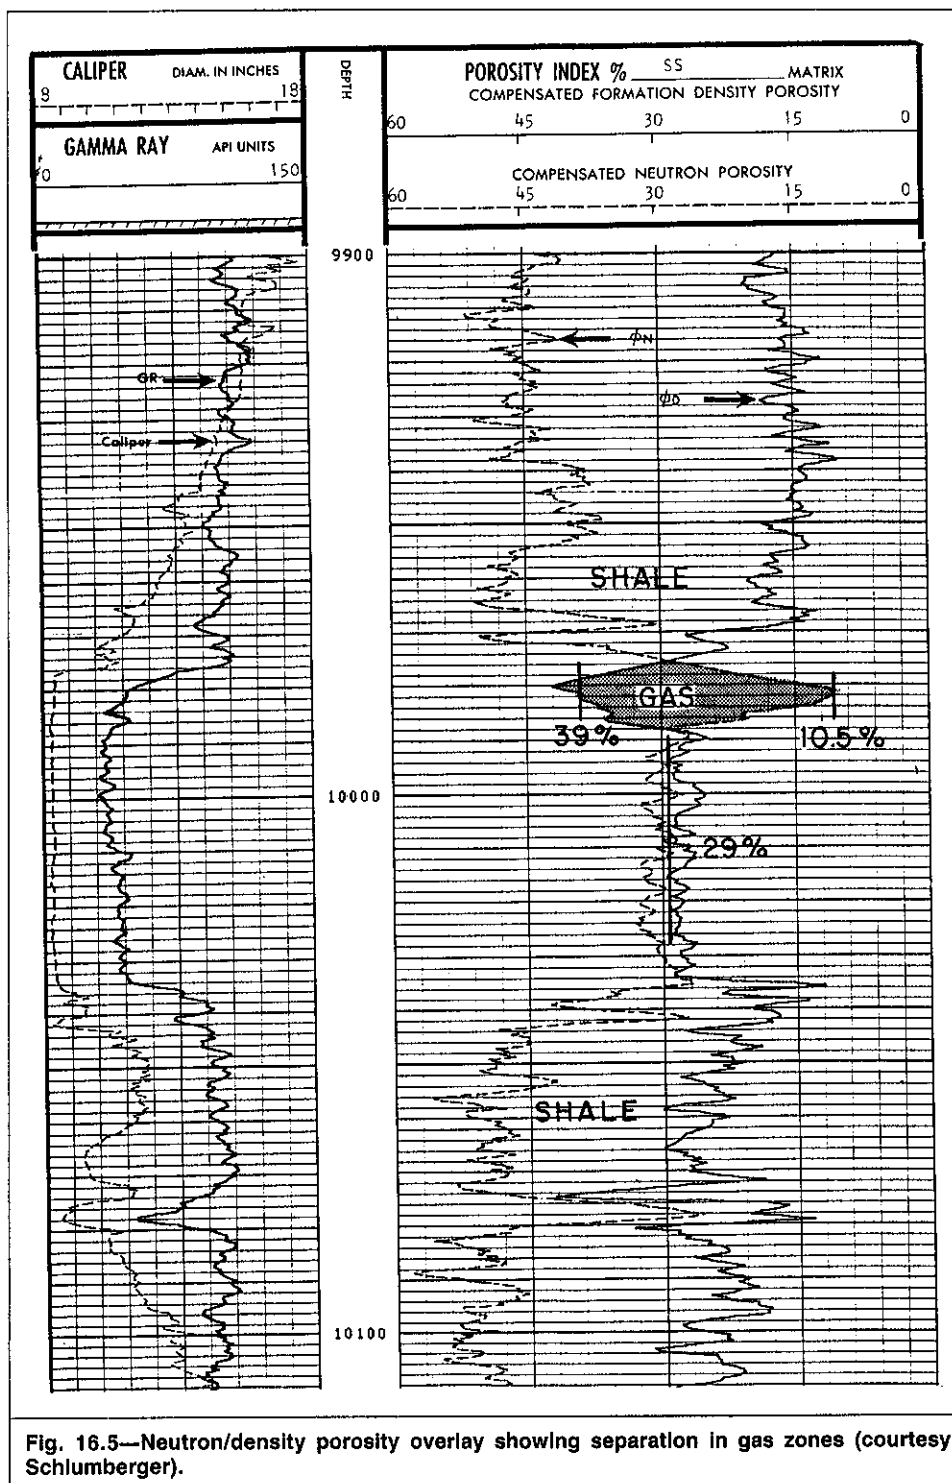 CALIPER DIAM. IN INCHES
8 18
GAMMA RAY API UNITS
0 150
DEPTH
POROSITY INDEX % SS MATRIX
COMPENSATED FORMATION DENSITY POROSITY
60 45 30 15 0
COMPENSATED NEUTRON POROSITY
60 45 30 15 0
9900
ϕN
GR
ϕD
Caliper
SHALE
GAS
39% 10.5%
10000
29%
SHALE
10100
Fig. 16.5—Neutron/density porosity overlay showing separation in gas zones (courtesy
Schlumberger).